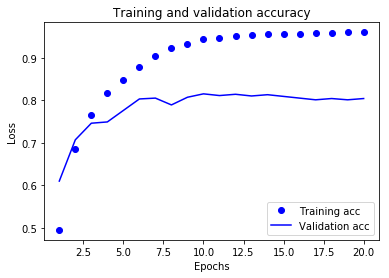 Training and validation accuracy
Loss
0.9
0.8
0.7
0.6
0.5
2.5 5.0 7.5 10.0 12.5 15.0 17.5 20.0
Epochs
Training acc
Validation acc